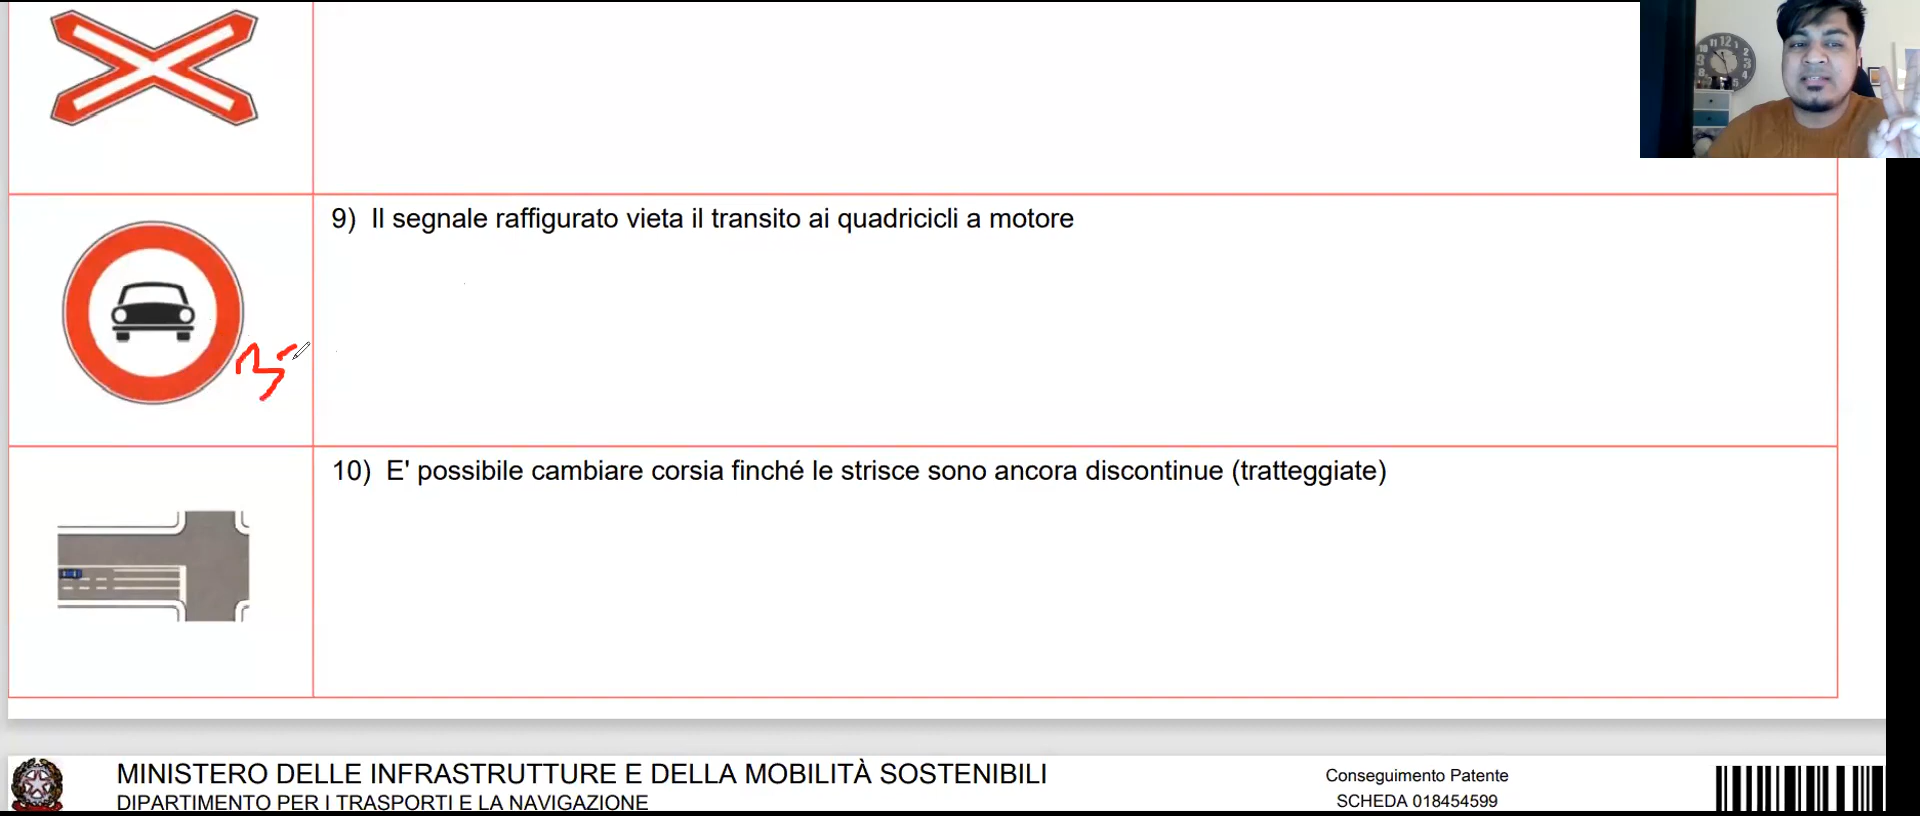 9) Il segnale raffigurato vieta il transito ai quadricicli a motore
10) E' possibile cambiare corsia finché le strisce sono ancora discontinue (tratteggiate)
MINISTERO DELLE INFRASTRUTTURE E DELLA MOBILITÀ SOSTENIBILI
DIPARTIMENTO PER I TRASPORTI E LA NAVIGAZIONE
Conseguimento Patente
SCHEDA 018454599